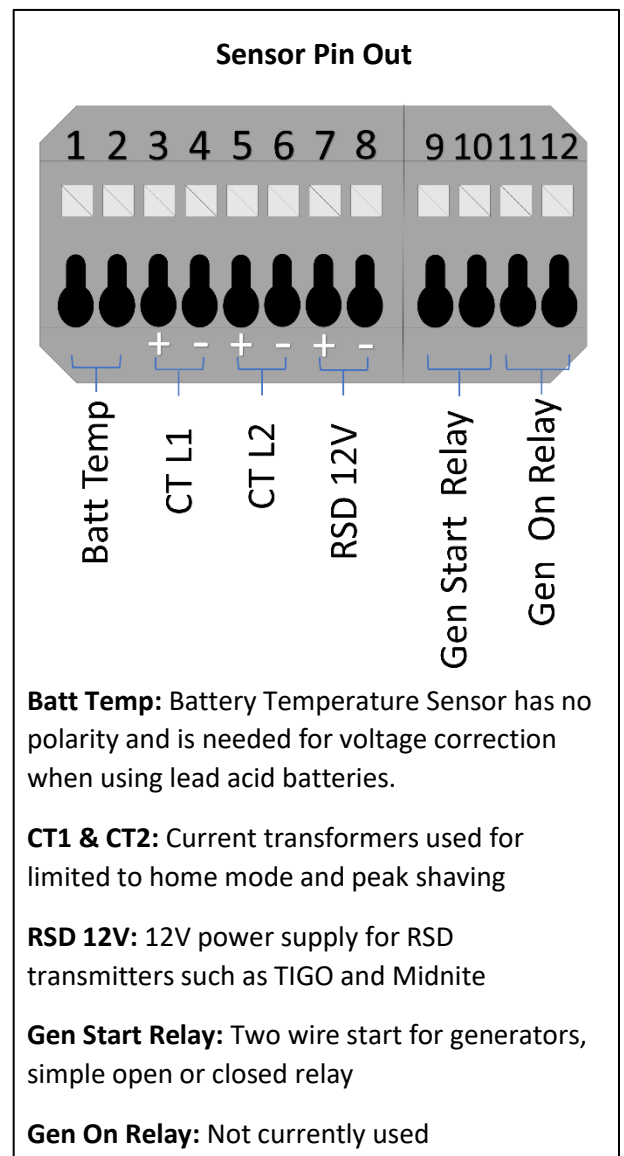 Sensor Pin Out
1 2 3 4 5 6 7 8 9 10 11 12
+ - + - + -
Batt Temp
CT L1
CT L2
RSD 12V
Gen Start Relay
Gen On Relay
Batt Temp: Battery Temperature Sensor has no
polarity and is needed for voltage correction
when using lead acid batteries.
CT1 & CT2: Current transformers used for
limited to home mode and peak shaving
RSD 12V: 12V power supply for RSD
transmitters such as TIGO and Midnite
Gen Start Relay: Two wire start for generators,
simple open or closed relay
Gen On Relay: Not currently used